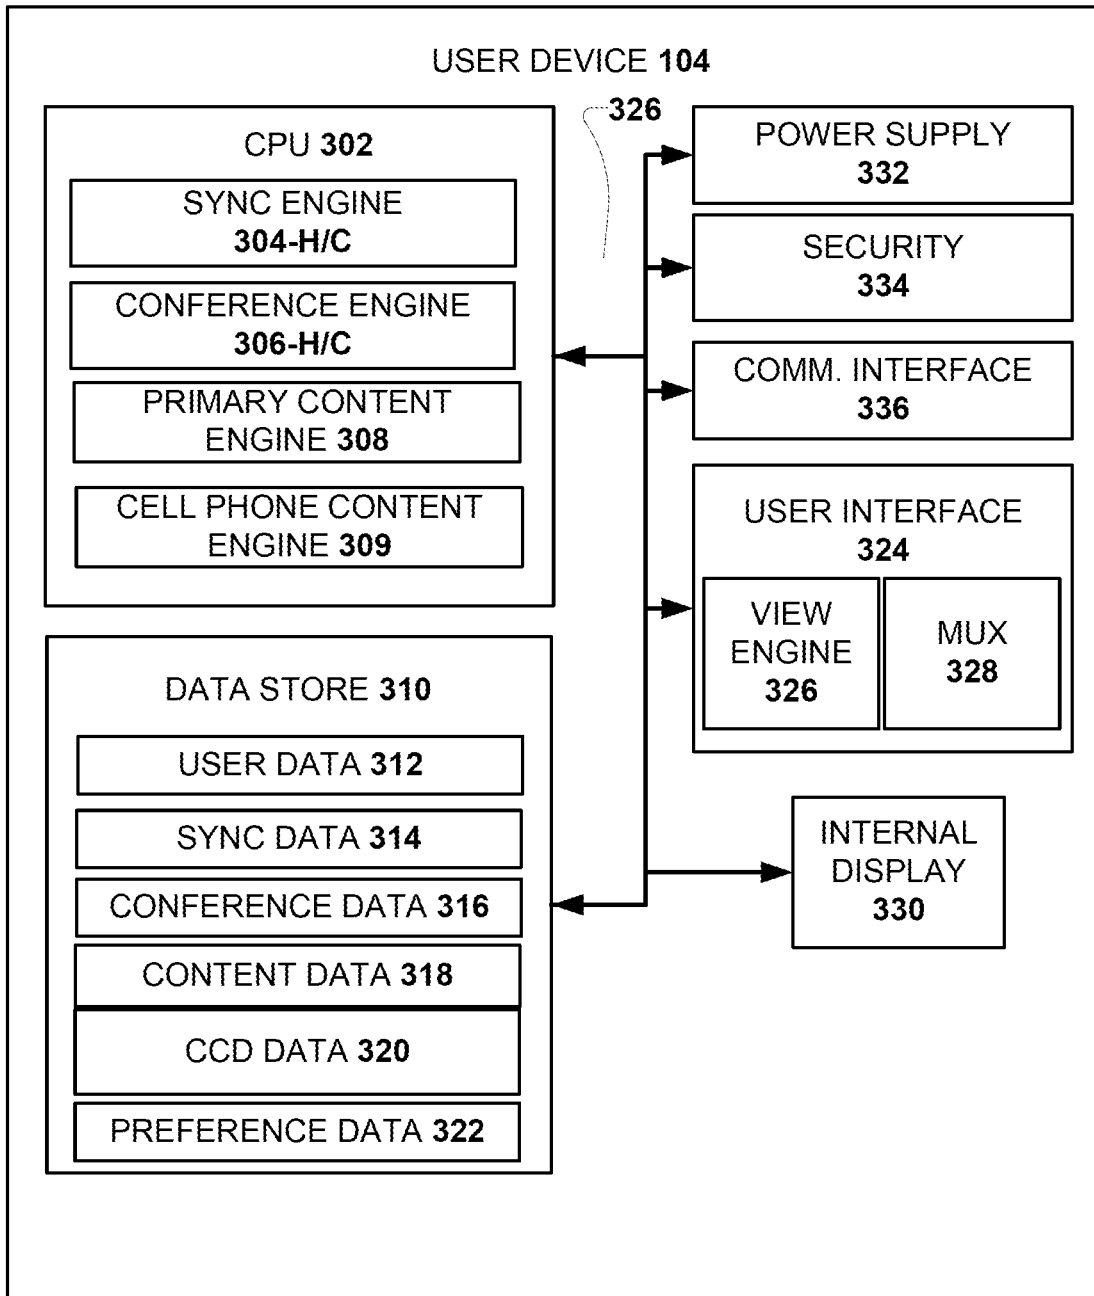 USER DEVICE 104
326
CPU 302
SYNC ENGINE
304-H/C
CONFERENCE ENGINE
306-H/C
PRIMARY CONTENT
ENGINE 308
CELL PHONE CONTENT
ENGINE 309
DATA STORE 310
USER DATA 312
SYNC DATA 314
CONFERENCE DATA 316
CONTENT DATA 318
CCD DATA 320
PREFERENCE DATA 322
POWER SUPPLY
332
SECURITY
334
COMM. INTERFACE
336
USER INTERFACE
324
VIEW
ENGINE
326
MUX
328
INTERNAL
DISPLAY
330